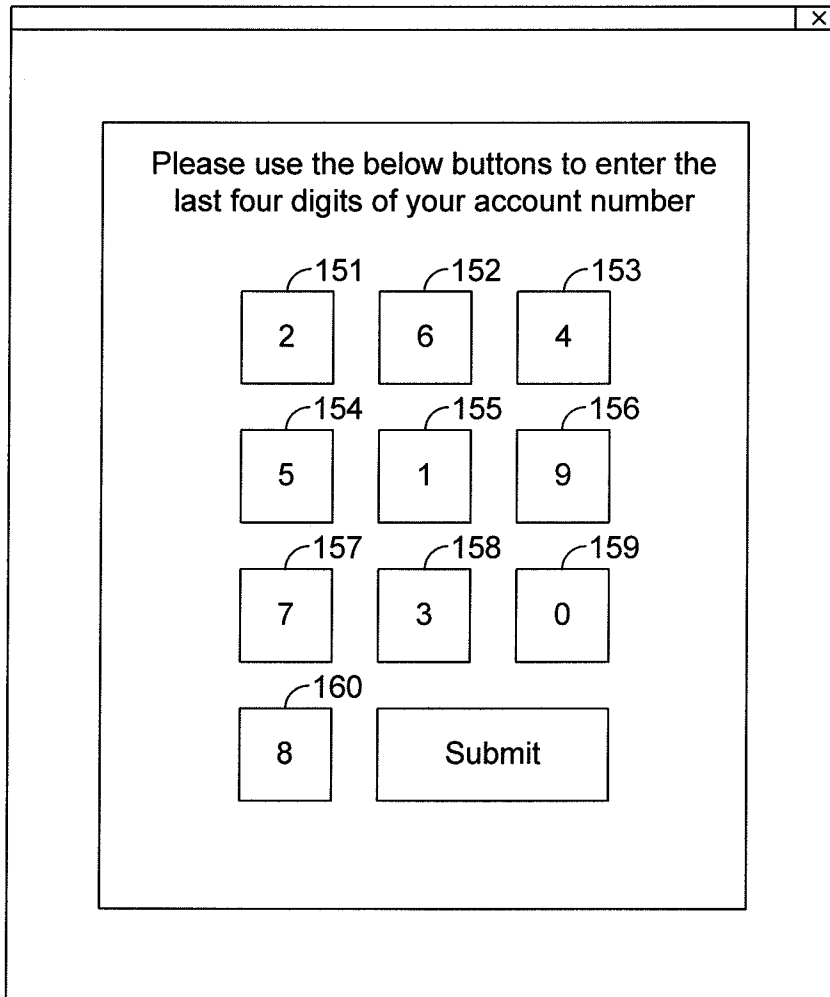 X
Please use the below buttons to enter the
last four digits of your account number
151 152 153
2 6 4
154 155 156
5 1 9
157 158 159
7 3 0
160
8 Submit